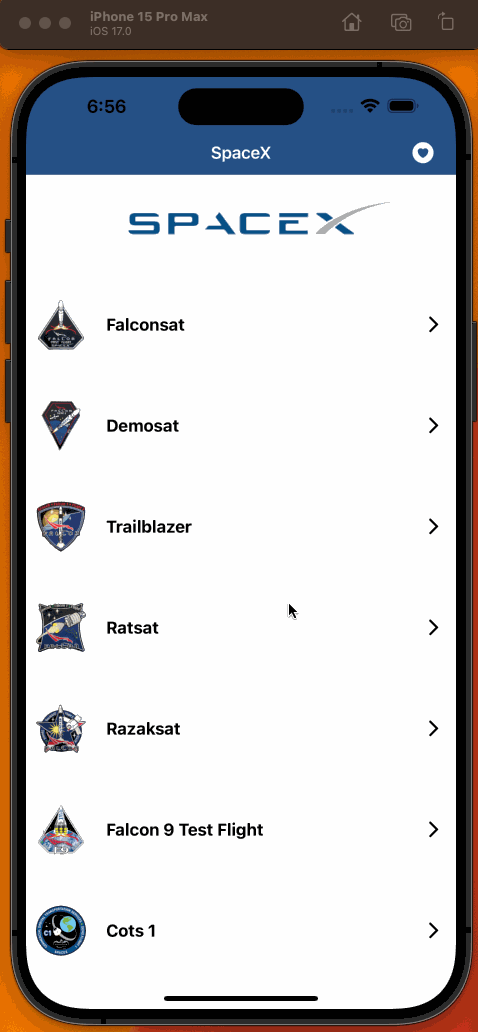 iPhone 15 Pro Max
iOS 17.0
6:56
SpaceX
SPACEX
Falconsat
Demosat
Trailblazer
Ratsat
Razaksat
Falcon 9 Test Flight
C1
Cots 1